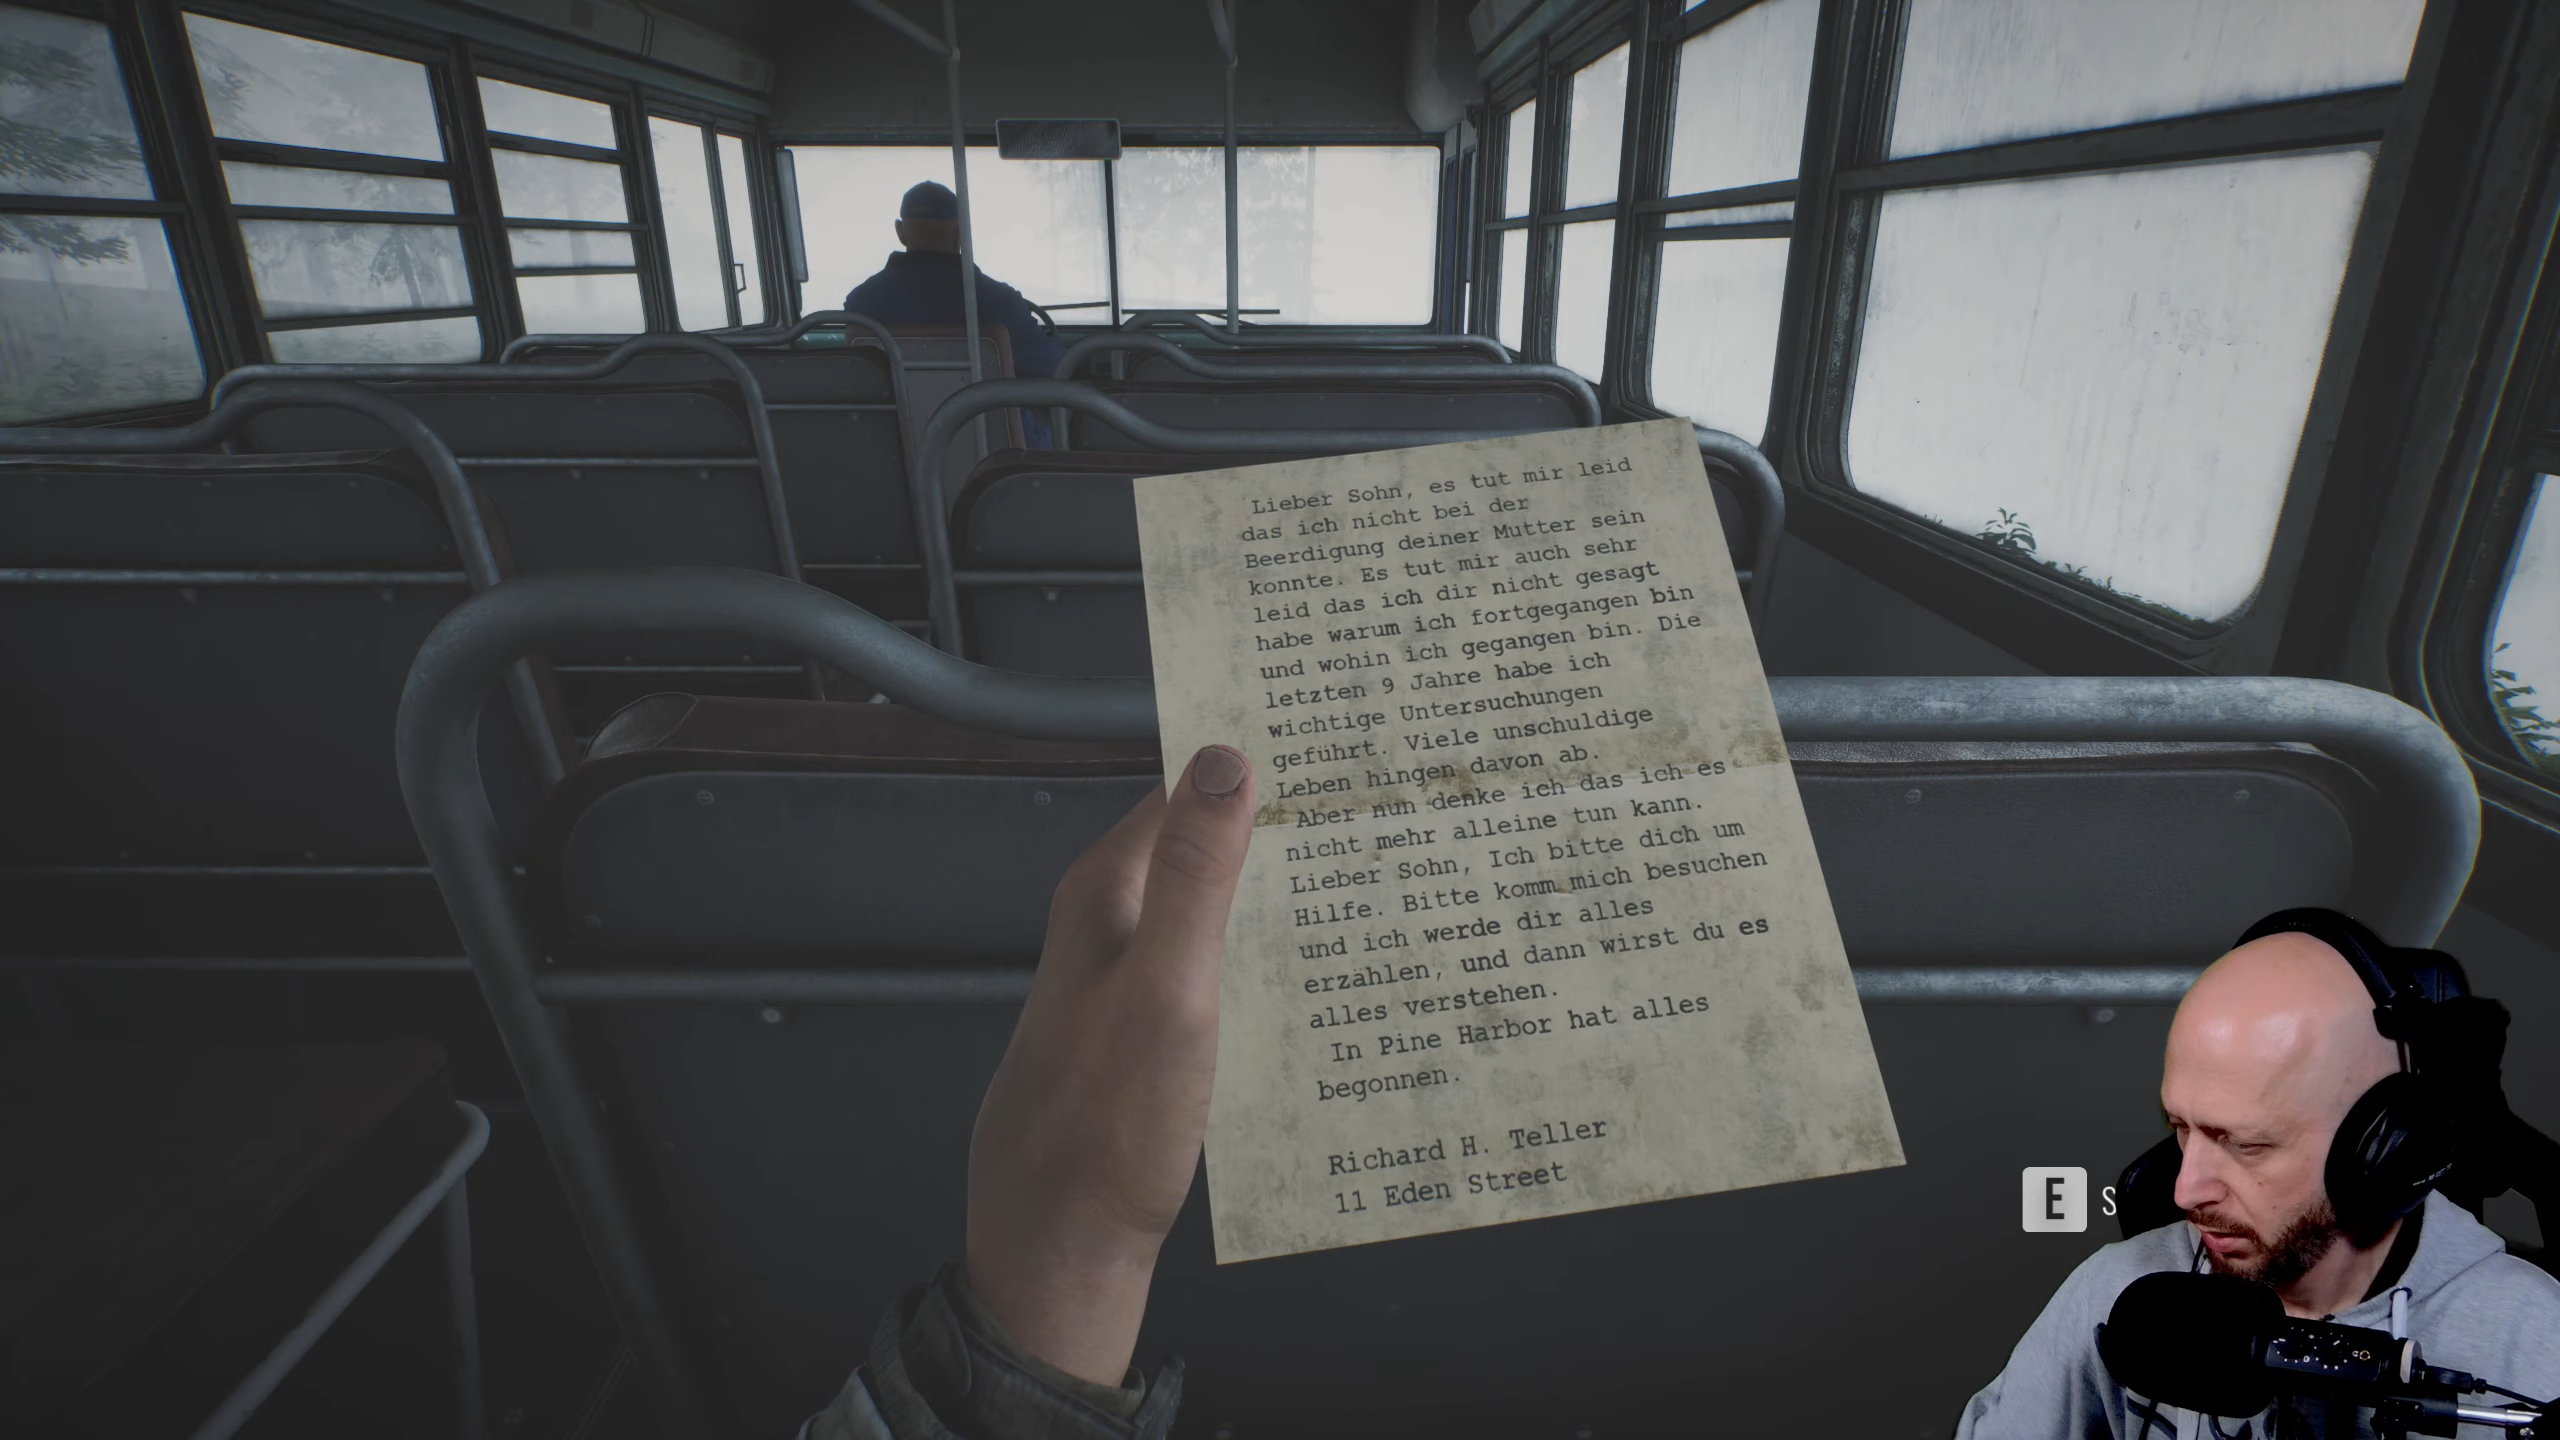 Lieber Sohn, es tut mir leid
das ich nicht bei der
Beerdigung deiner Mutter sein
konnte. Es tut mir auch sehr
leid das ich dir nicht gesagt
habe warum ich fortgegangen bin
und wohin ich gegangen bin. Die
letzten 9 Jahre habe ich
wichtige Untersuchungen
geführt. Viele unschuldige
Leben hingen davon ab.
Aber nun denke ich das ich es
nicht mehr alleine tun kann.
Lieber Sohn, Ich bitte dich um
Hilfe. Bitte komm mich besuchen
und ich werde dir alles
erzählen, und dann wirst du es
alles verstehen.
In Pine Harbor hat alles
begonnen.
Richard H. Teller
11 Eden Street
E